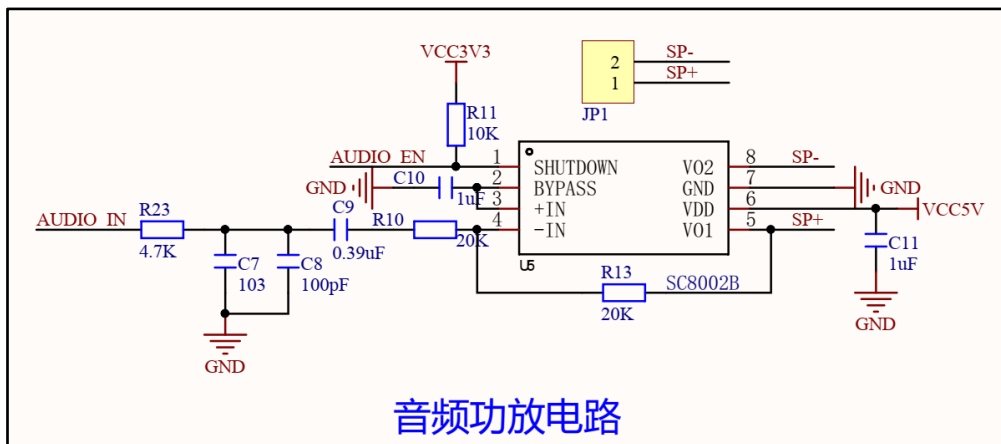 VCC3V3
SP-
2
SP+
1
JP1
R11
10K
AUDIO_EN
1
SHUTDOWN
VO2
8
SP-
GND
C10
1uF
2
BYPASS
GND
7
GND
3
+IN
VDD
6
VCC5V
AUDIO_IN
R23
4.7K
C9
0.39uF
R10
20K
4
-IN
VO1
5
SP+
C7
103
C8
100pF
U5
R13
20K
SC8002B
C11
1uF
GND
GND
音频功放电路